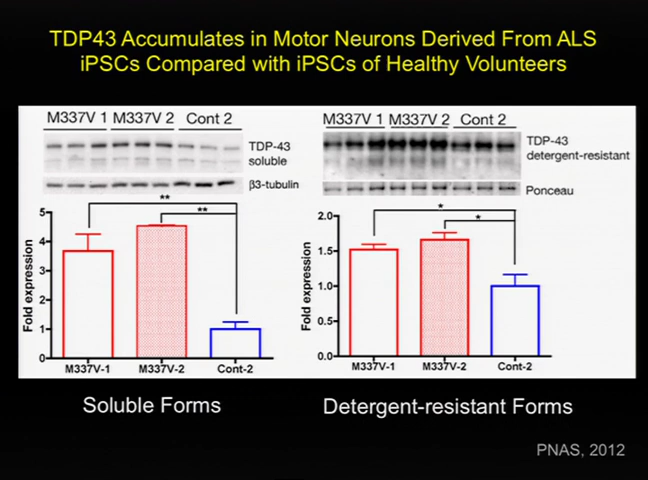 TDP43 Accumulates in Motor Neurons Derived From ALS
iPSCs Compared with iPSCs of Healthy Volunteers
M337V 1 M337V 2 Cont 2
TDP-43
soluble
β3-tubulin
**
**
Fold expression
5
4
3
2
1
0
M337V-1 M337V-2 Cont-2
Soluble Forms
M337V 1 M337V 2 Cont 2
TDP-43
detergent-resistant
Ponceau
*
*
Fold expression
2.0
1.5
1.0
0.5
0.0
M337V-1 M337V-2 Cont-2
Detergent-resistant Forms
PNAS, 2012